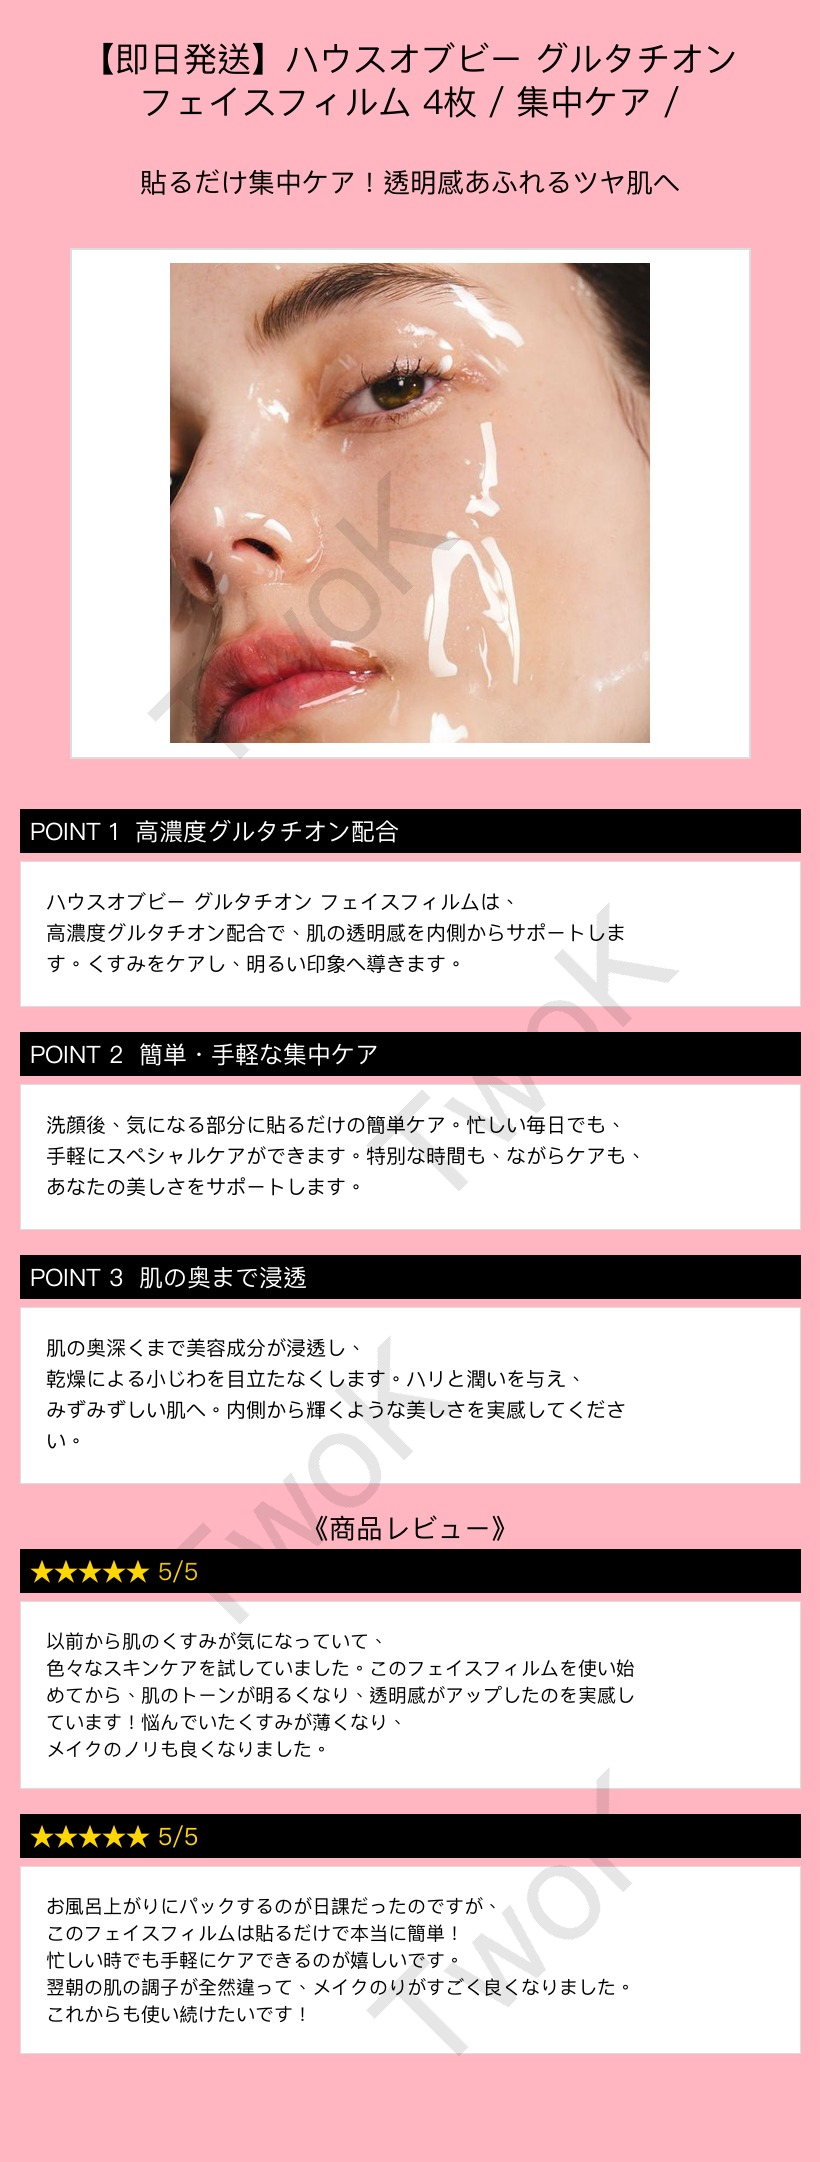 【即日発送】ハウスオブビー グルタチオン
フェイスフィルム 4枚 / 集中ケア /
貼るだけ集中ケア！透明感あふれるツヤ肌へ
TwoK
POINT 1 高濃度グルタチオン配合
ハウスオブビー グルタチオン フェイスフィルムは、
高濃度グルタチオン配合で、肌の透明感を内側からサポートしま
す。くすみをケアし、明るい印象へ導きます。
TwoK
POINT 2 簡単・手軽な集中ケア
洗顔後、気になる部分に貼るだけの簡単ケア。忙しい毎日でも、
手軽にスペシャルケアができます。特別な時間も、ながらケアも、
あなたの美しさをサポートします。
POINT 3 肌の奥まで浸透
肌の奥深くまで美容成分が浸透し、
乾燥による小じわを目立たなくします。ハリと潤いを与え、
みずみずしい肌へ。内側から輝くような美しさを実感してくださ
い。
TwoK
《商品レビュー》
★★★★★ 5/5
以前から肌のくすみが気になっていて、
色々なスキンケアを試していました。このフェイスフィルムを使い始
めてから、肌のトーンが明るくなり、透明感がアップしたのを実感し
ています！悩んでいたくすみが薄くなり、
メイクのノリも良くなりました。
★★★★★ 5/5
お風呂上がりにパックするのが日課だったのですが、
このフェイスフィルムは貼るだけで本当に簡単！
忙しい時でも手軽にケアできるのが嬉しいです。
翌朝の肌の調子が全然違って、メイクのりがすごく良くなりました。
これからも使い続けたいです！
TwoK